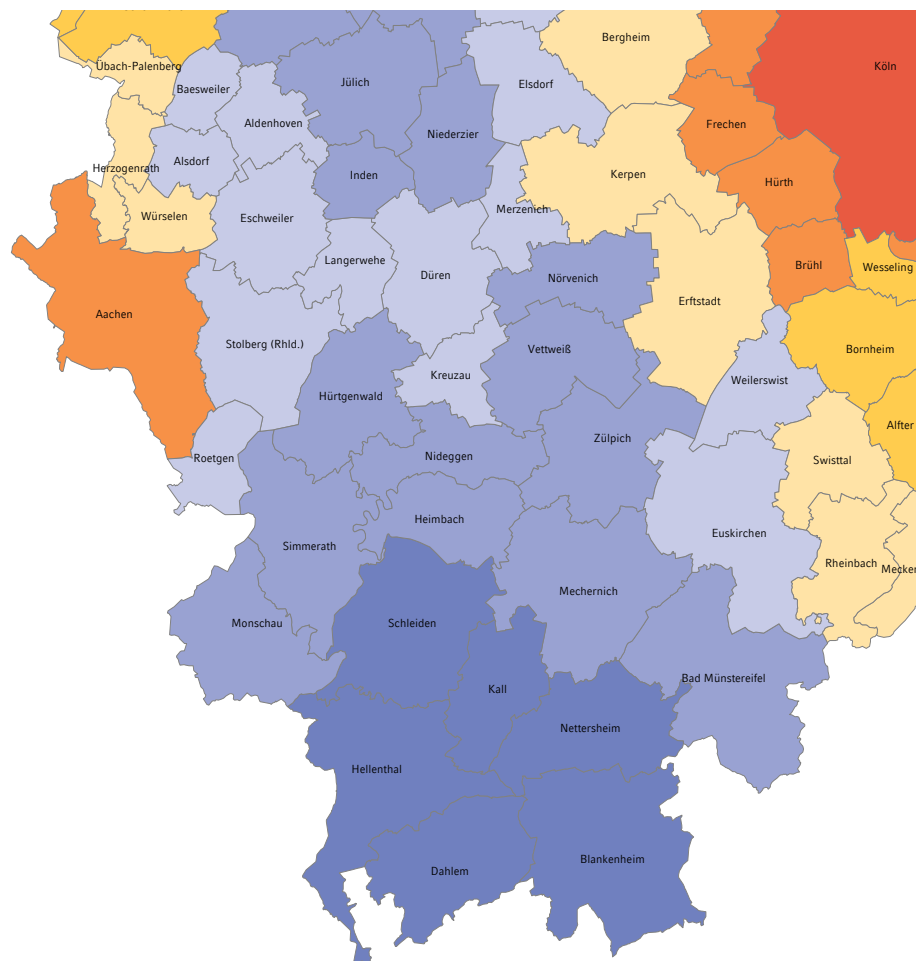 Bergheim
Köln
Übach-Palenberg
Jülich
Elsdorf
Baesweiler
Aldenhoven
Frechen
Niederzier
Alsdorf
Herzogenrath
Inden
Kerpen
Hürth
Würselen
Eschweiler
Merzenich
Langerwehe
Düren
Nörvenich
Brühl
Wesseling
Erftstadt
Aachen
Stolberg (Rhld.)
Vettweiß
Bornheim
Kreuzau
Weilerswist
Hürtgenwald
Alfter
Zülpich
Roetgen
Nideggen
Swisttal
Heimbach
Euskirchen
Simmerath
Rheinbach
Mecken
Mechernich
Monschau
Schleiden
Bad Münstereifel
Kall
Nettersheim
Hellenthal
Blankenheim
Dahlem